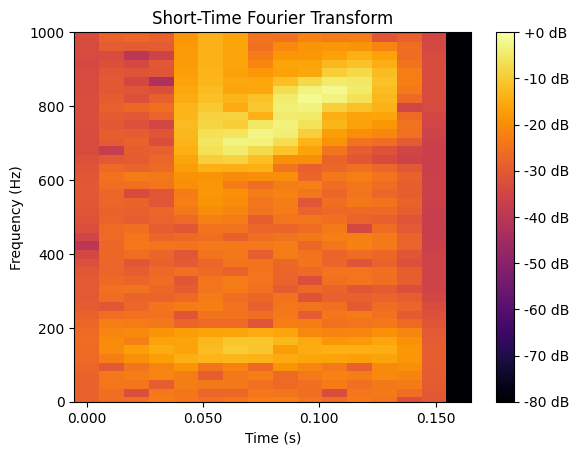 Short-Time Fourier Transform
1000
800
600
400
200
0
Frequency (Hz)
0.000
0.050
0.100
0.150
Time (s)
+0 dB
-10 dB
-20 dB
-30 dB
-40 dB
-50 dB
-60 dB
-70 dB
-80 dB